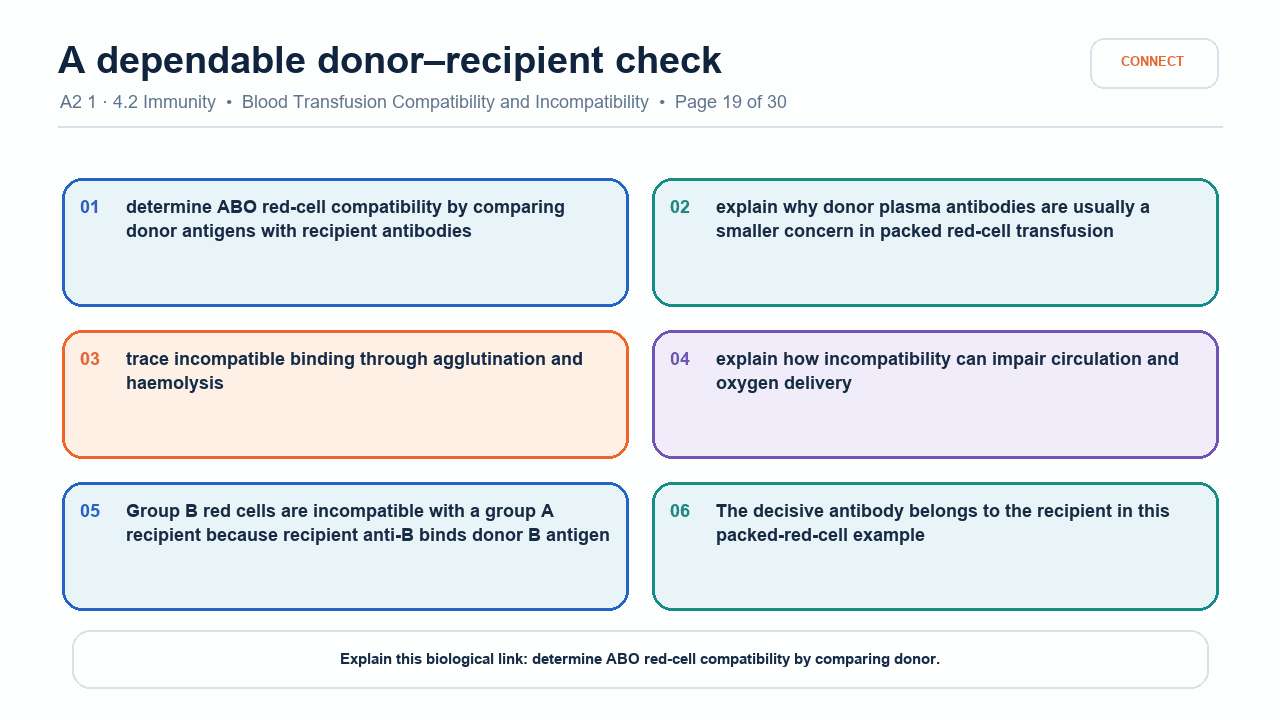 A dependable donor–recipient check
CONNECT
A2 1 · 4.2 Immunity • Blood Transfusion Compatibility and Incompatibility • Page 19 of 30
01 determine ABO red-cell compatibility by comparing
donor antigens with recipient antibodies
02 explain why donor plasma antibodies are usually a
smaller concern in packed red-cell transfusion
03 trace incompatible binding through agglutination and
haemolysis
04 explain how incompatibility can impair circulation and
oxygen delivery
05 Group B red cells are incompatible with a group A
recipient because recipient anti-B binds donor B antigen
06 The decisive antibody belongs to the recipient in this
packed-red-cell example
Explain this biological link: determine ABO red-cell compatibility by comparing donor.